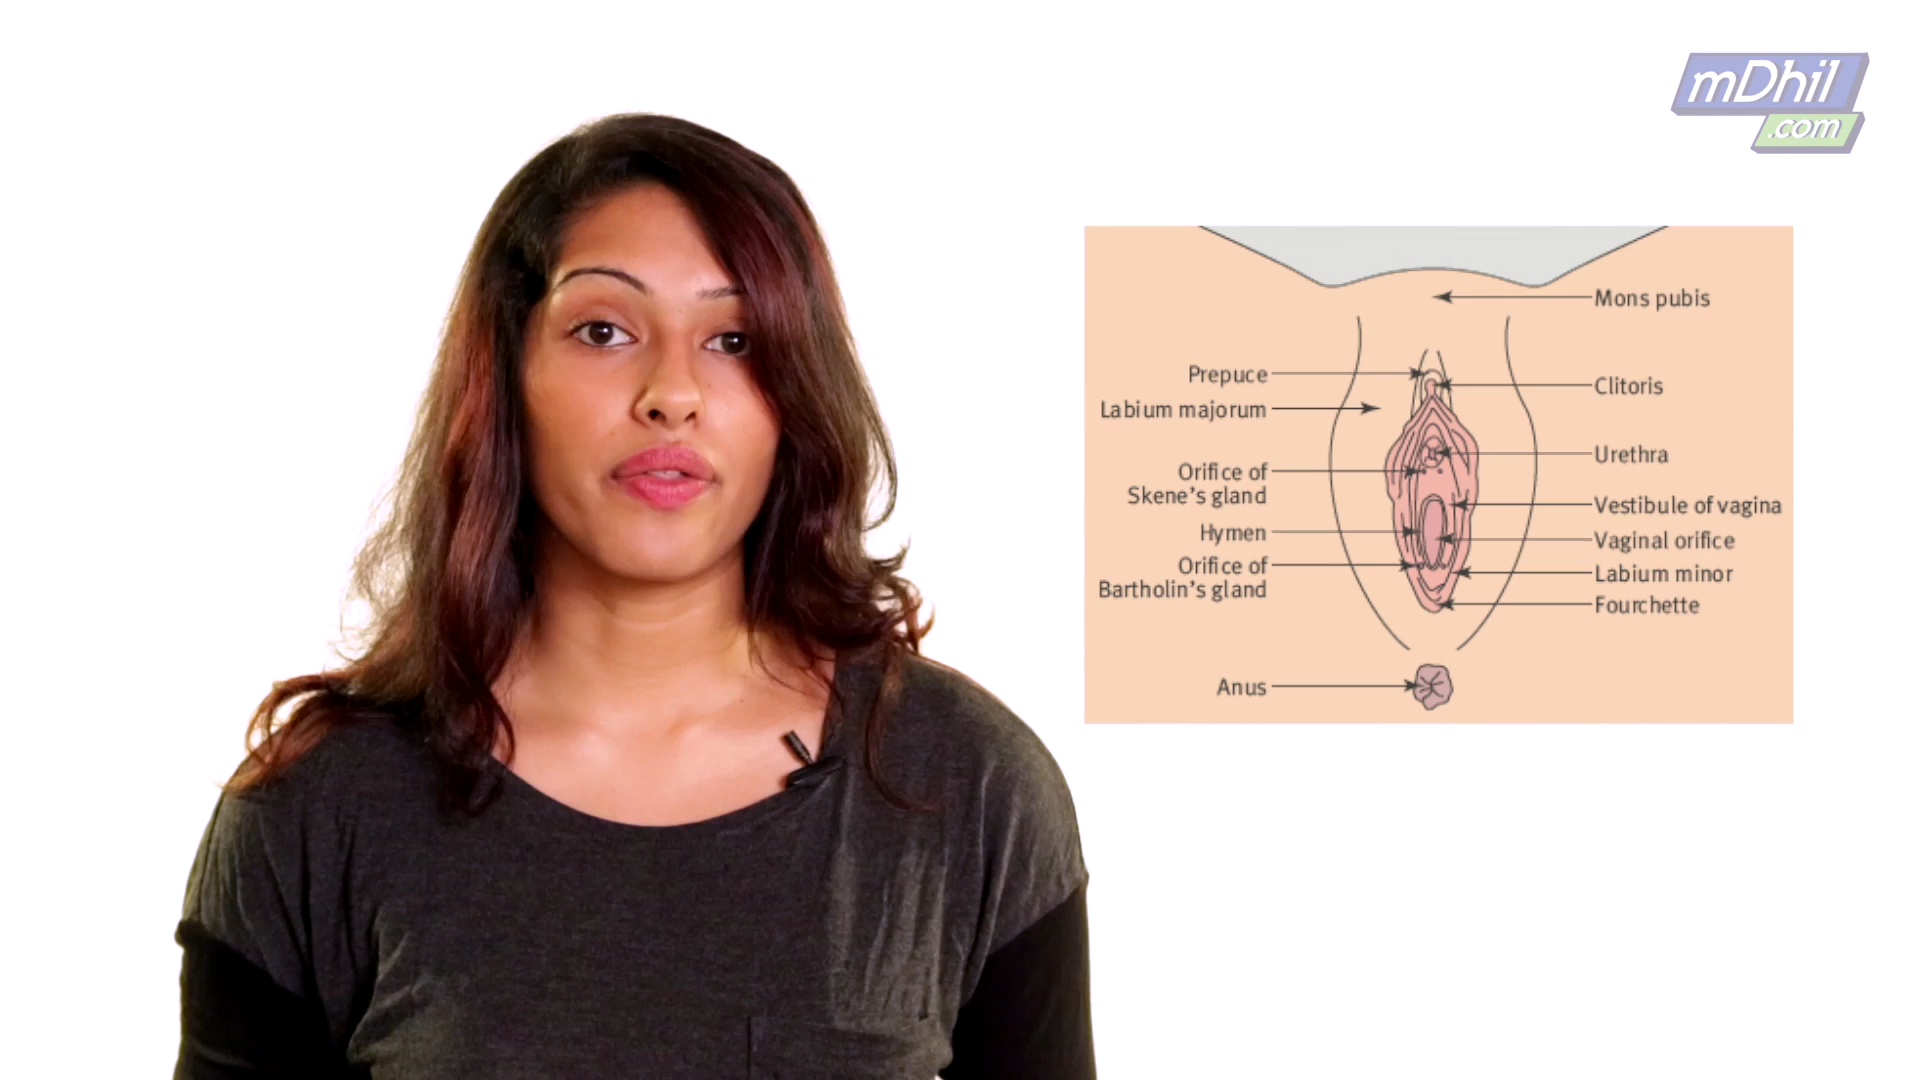 mDhil
.com
Mons pubis
Prepuce
Clitoris
Labium majorum
Urethra
Orifice of
Skene's gland
Vestibule of vagina
Hymen
Vaginal orifice
Orifice of
Bartholin's gland
Labium minor
Fourchette
Anus